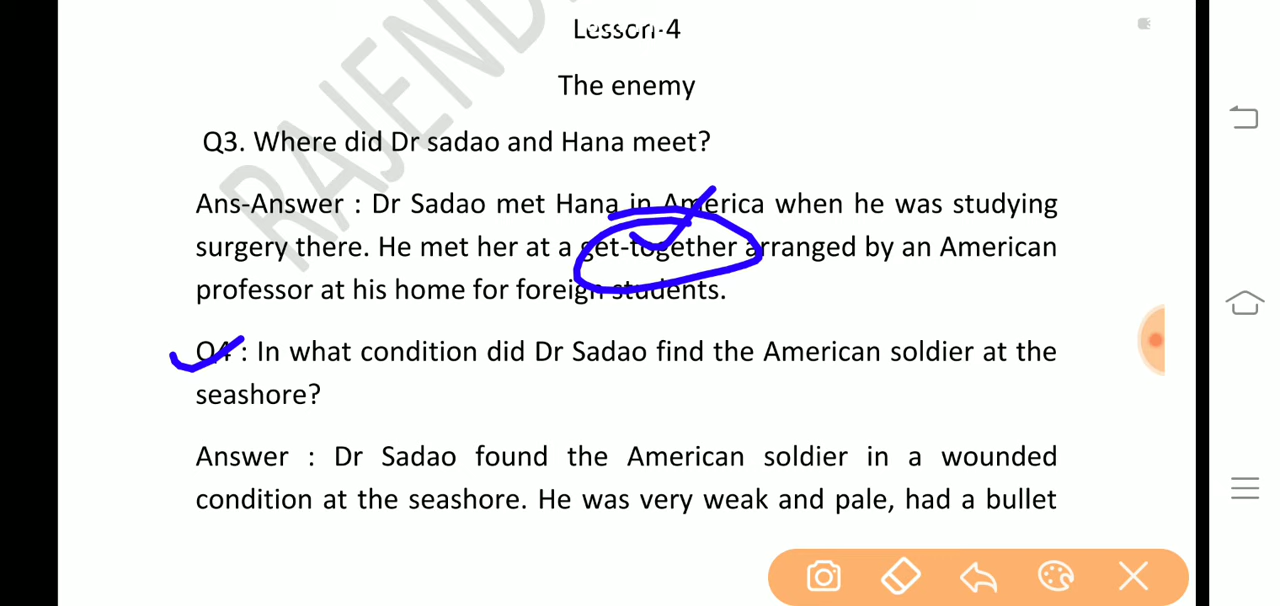 Lesson-4
The enemy
Q3. Where did Dr sadao and Hana meet?
Ans-Answer : Dr Sadao met Hana in America when he was studying
surgery there. He met her at a get-together arranged by an American
professor at his home for foreign students.
Q4 : In what condition did Dr Sadao find the American soldier at the
seashore?
Answer : Dr Sadao found the American soldier in a wounded
condition at the seashore. He was very weak and pale, had a bullet